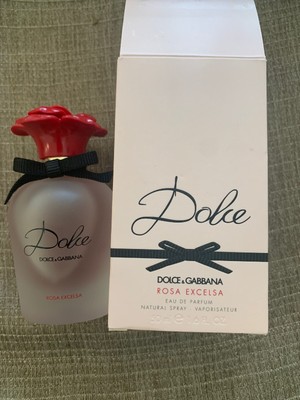 Dolce
DOLCE & GABBANA
ROSA EXCELSA
Dolce
DOLCE & GABBANA
ROSA EXCELSA
EAU DE PARFUM
NATURAL SPRAY - VAPORISATEUR